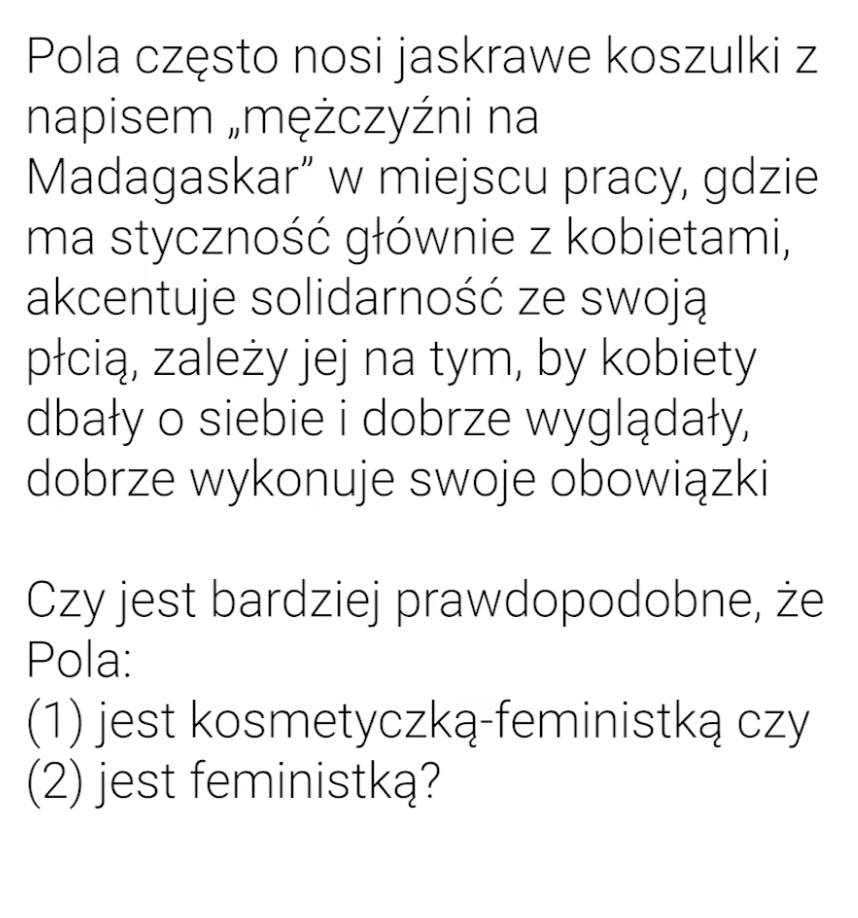 Pola często nosi jaskrawe koszulki z
napisem „mężczyźni na
Madagaskar” w miejscu pracy, gdzie
ma styczność głównie z kobietami,
akcentuje solidarność ze swoją
płcią, zależy jej na tym, by kobiety
dbały o siebie i dobrze wyglądały,
dobrze wykonuje swoje obowiązki
Czy jest bardziej prawdopodobne, że
Pola:
(1) jest kosmetyczką-feministką czy
(2) jest feministką?